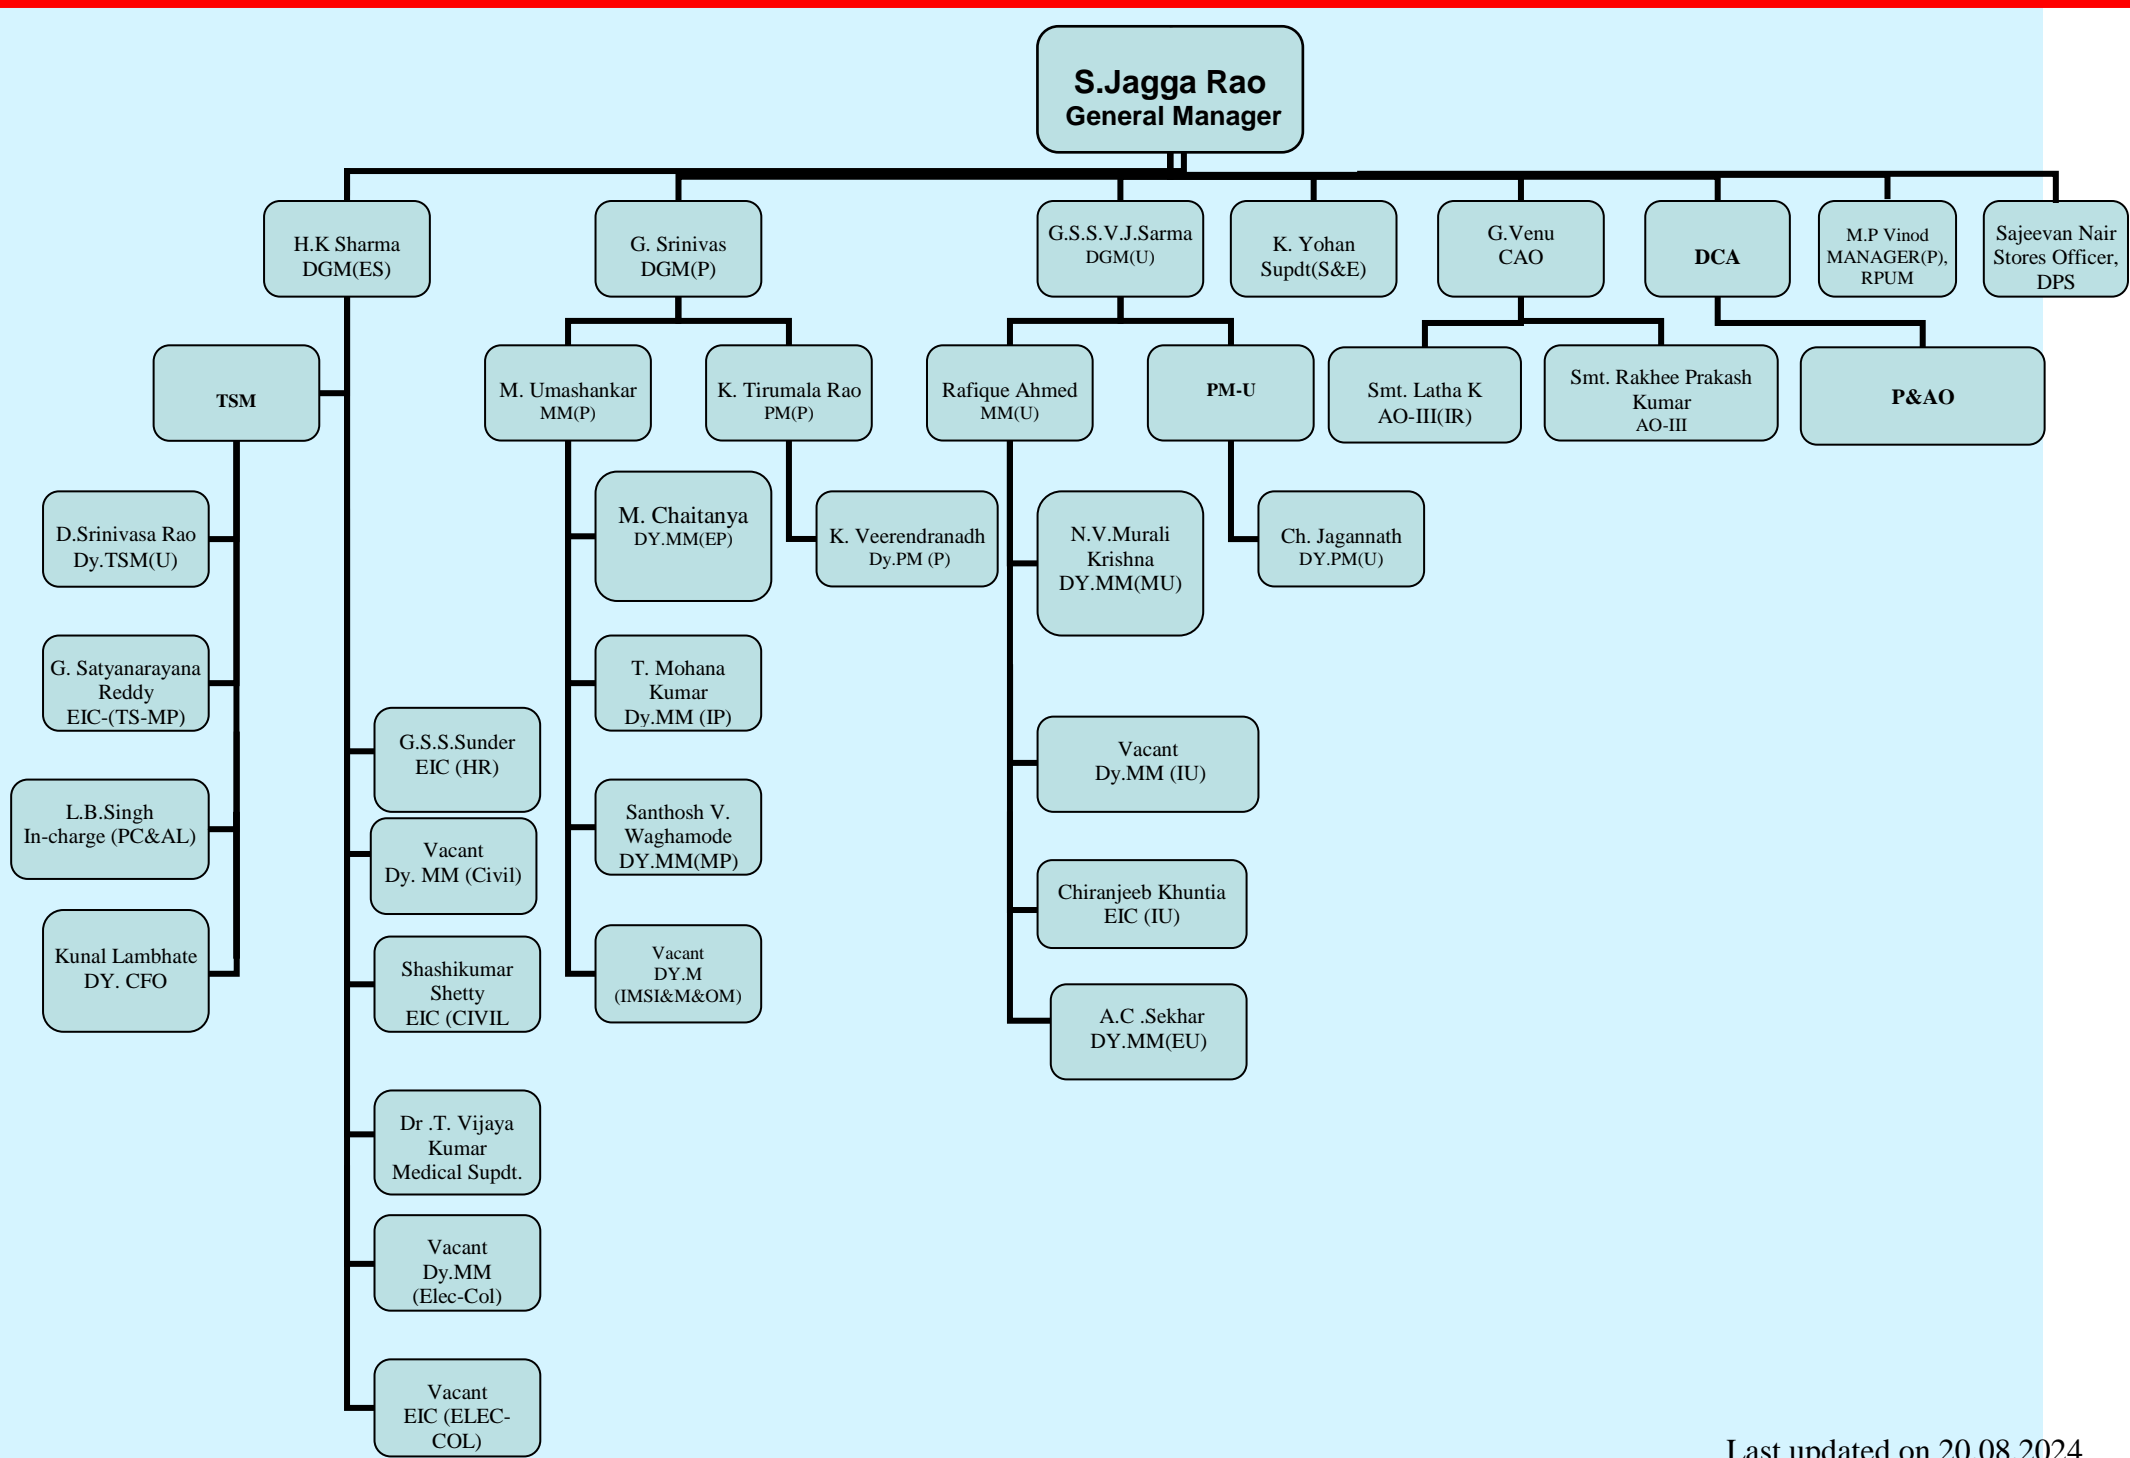 S.Jagga Rao
General Manager
H.K Sharma
DGM(ES)
G. Srinivas
DGM(P)
G.S.S.V.J.Sarma
DGM(U)
K. Yohan
Supdt(S&E)
G.Venu
CAO
DCA
M.P Vinod
MANAGER(P),
RPUM
Sajeevan Nair
Stores Officer,
DPS
TSM
M. Umashankar
MM(P)
K. Tirumala Rao
PM(P)
Rafique Ahmed
MM(U)
PM-U
Smt. Latha K
AO-III(IR)
Smt. Rakhee Prakash
Kumar
AO-III
P&AO
D.Srinivasa Rao
Dy.TSM(U)
M. Chaitanya
DY.MM(EP)
K. Veerendranadh
Dy.PM (P)
N.V.Murali
Krishna
DY.MM(MU)
Ch. Jagannath
DY.PM(U)
G. Satyanarayana
Reddy
EIC-(TS-MP)
T. Mohana
Kumar
Dy.MM (IP)
G.S.S.Sunder
EIC (HR)
Vacant
Dy.MM (IU)
L.B.Singh
In-charge (PC&AL)
Vacant
Dy. MM (Civil)
Santhosh V.
Waghamode
DY.MM(MP)
Chiranjeeb Khuntia
EIC (IU)
Kunal Lambhate
DY. CFO
Shashikumar
Shetty
EIC (CIVIL
Vacant
DY.M
(IMSI&M&OM)
A.C .Sekhar
DY.MM(EU)
Dr .T. Vijaya
Kumar
Medical Supdt.
Vacant
Dy.MM
(Elec-Col)
Vacant
EIC (ELEC-
COL)
Last updated on 20.08.2024